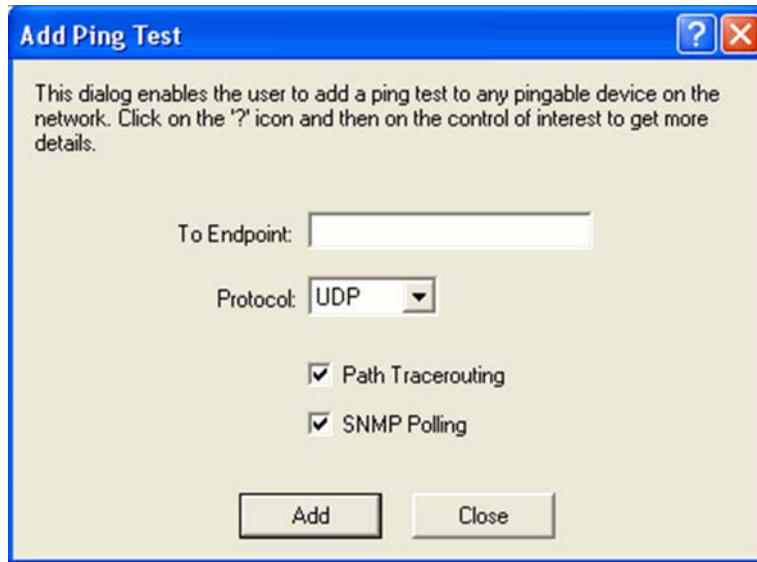 Add Ping Test
?
This dialog enables the user to add a ping test to any pingable device on the
network. Click on the '?' icon and then on the control of interest to get more
details.
To Endpoint:
Protocol: UDP
Path Tracerouting
SNMP Polling
Add Close